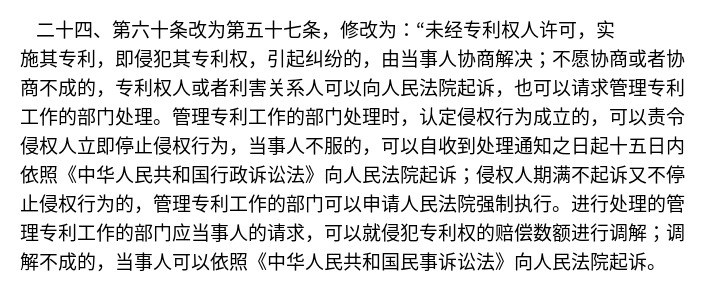 二十四、第六十条改为第五十七条，修改为：“未经专利权人许可，实
施其专利，即侵犯其专利权，引起纠纷的，由当事人协商解决；不愿协商或者协
商不成的，专利权人或者利害关系人可以向人民法院起诉，也可以请求管理专利
工作的部门处理。管理专利工作的部门处理时，认定侵权行为成立的，可以责令
侵权人立即停止侵权行为，当事人不服的，可以自收到处理通知之日起十五日内
依照《中华人民共和国行政诉讼法》向人民法院起诉；侵权人期满不起诉又不停
止侵权行为的，管理专利工作的部门可以申请人民法院强制执行。进行处理的管
理专利工作的部门应当事人的请求，可以就侵犯专利权的赔偿数额进行调解；调
解不成的，当事人可以依照《中华人民共和国民事诉讼法》向人民法院起诉。